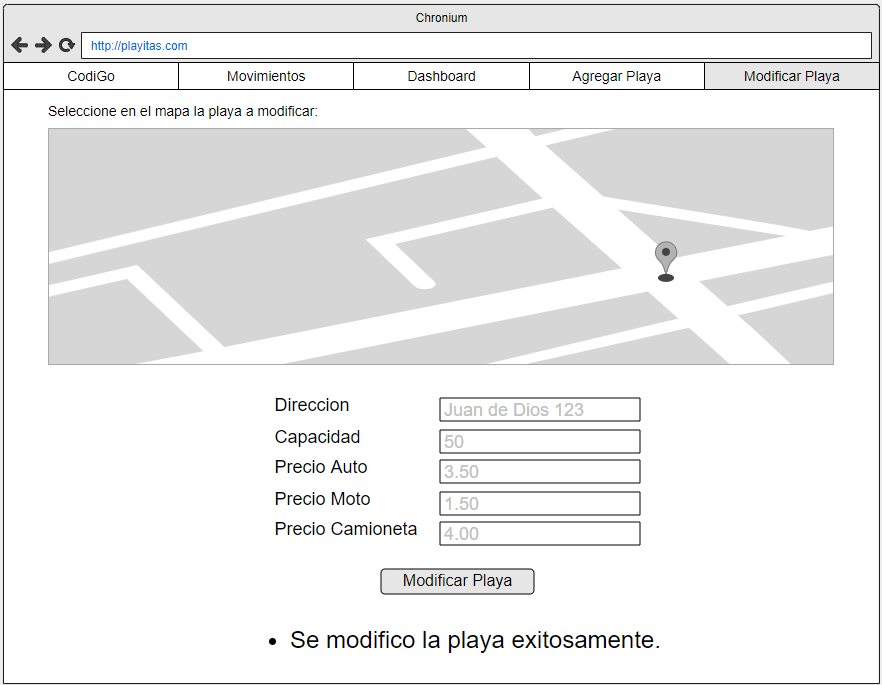 Chronium
http://playitas.com
CodiGo Movimientos Dashboard Agregar Playa Modificar Playa
Seleccione en el mapa la playa a modificar:
Direccion Juan de Dios 123
Capacidad 50
Precio Auto 3.50
Precio Moto 1.50
Precio Camioneta 4.00
Modificar Playa
• Se modifico la playa exitosamente.